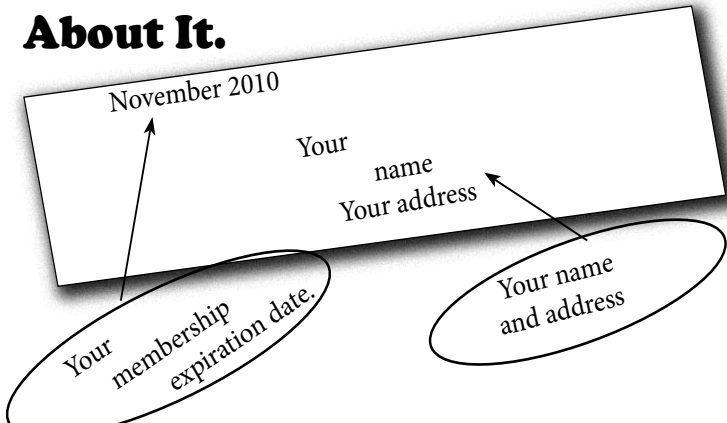 About It.
November 2010
Your
name
Your address
Your
membership
expiration date.
Your name
and address